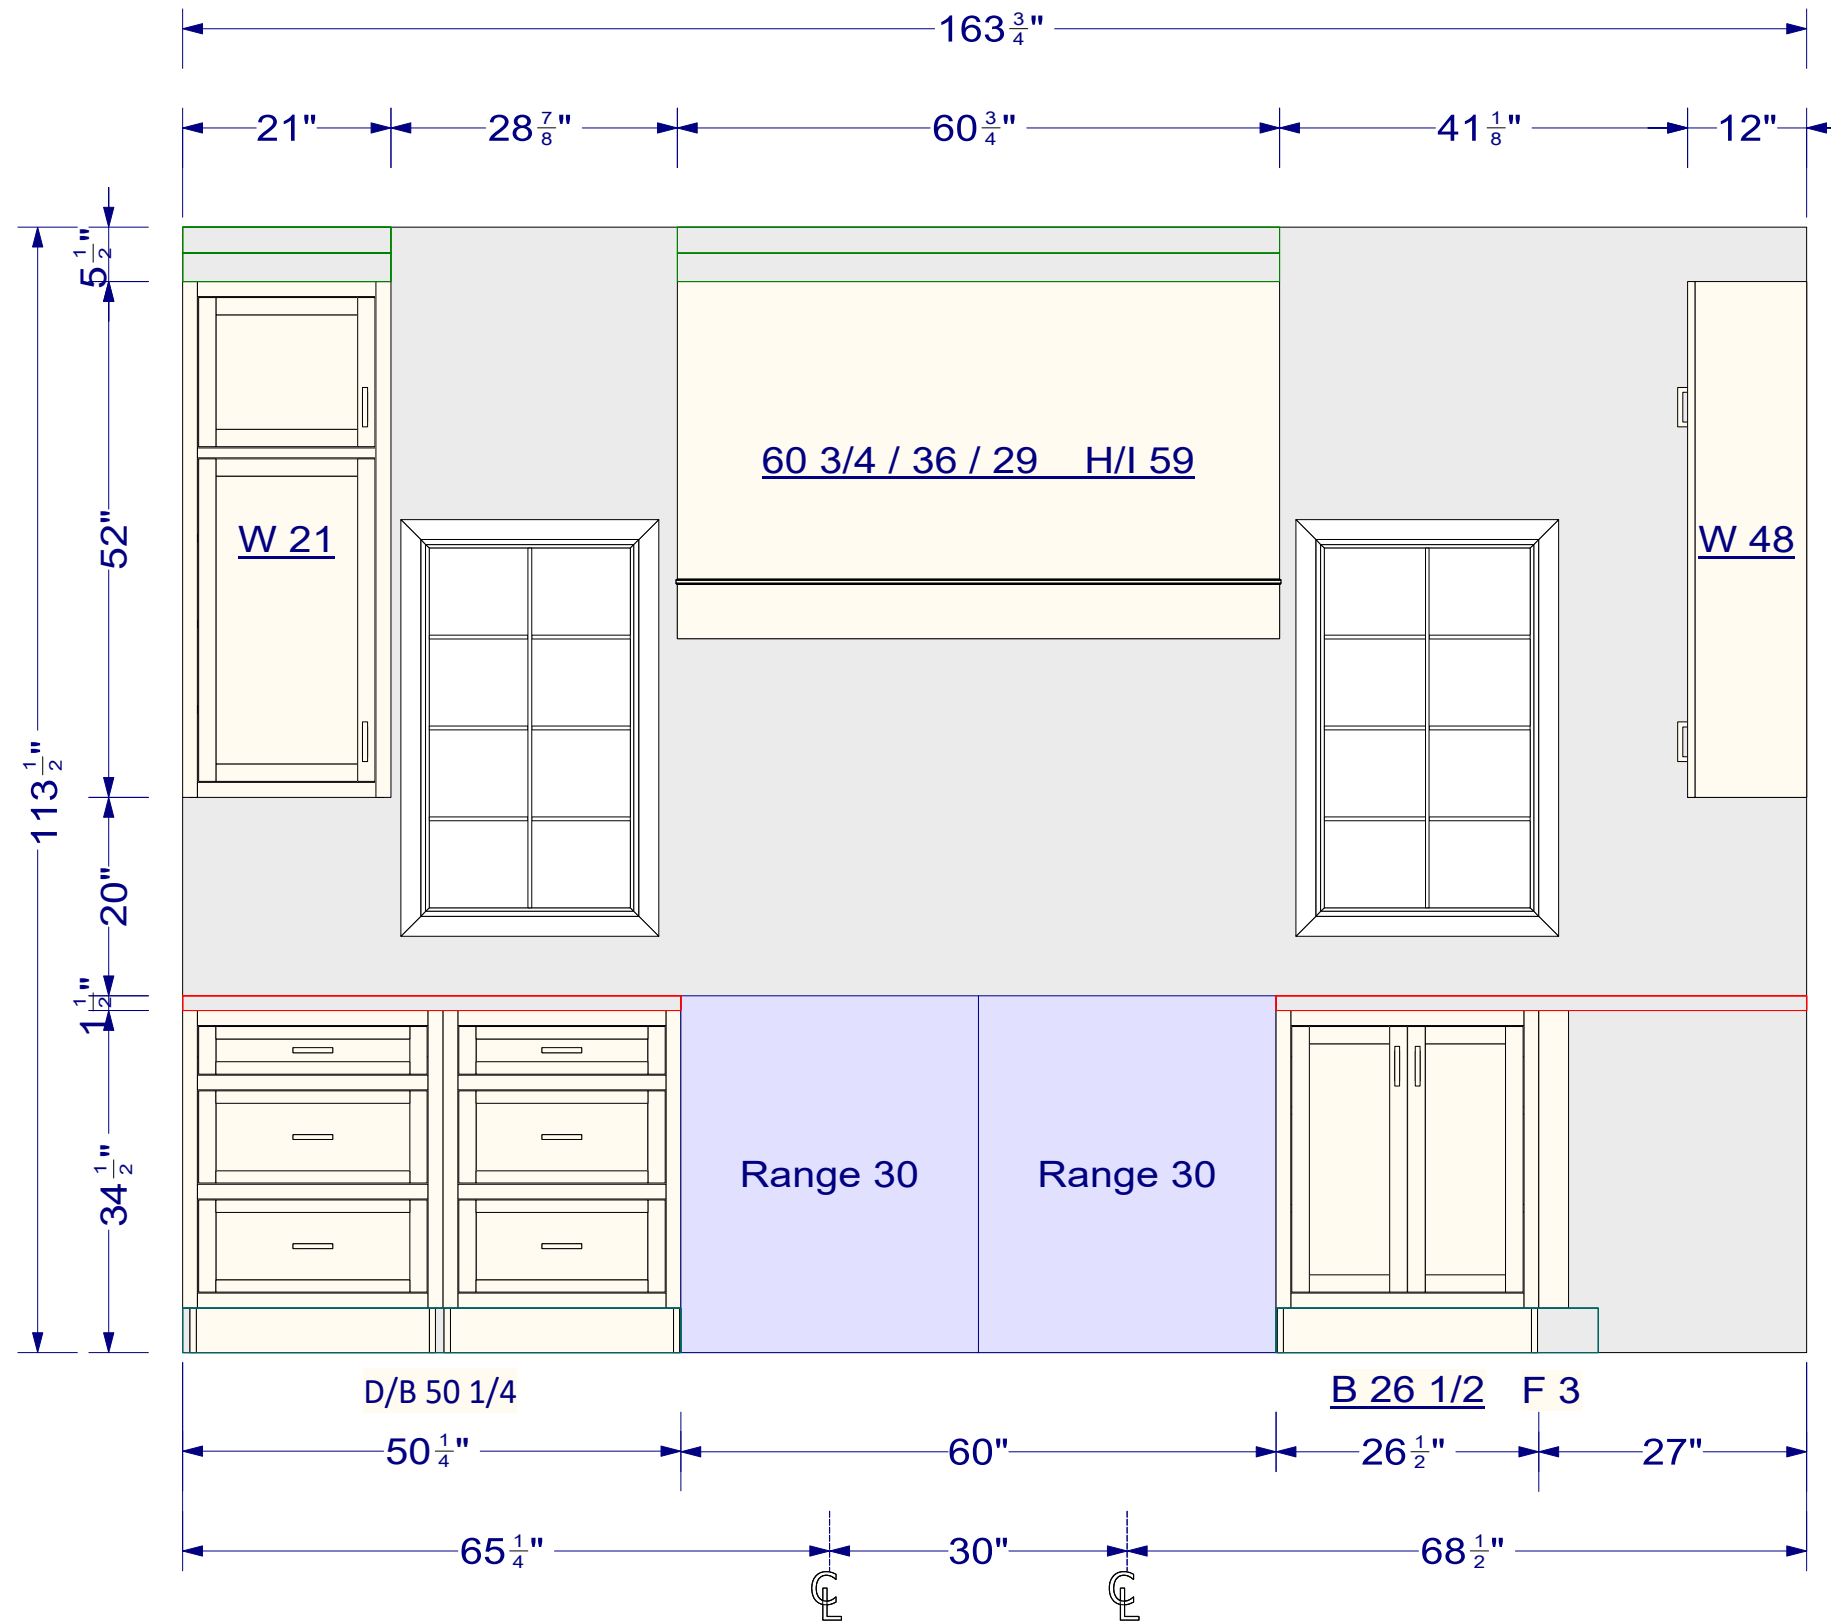 163 3/4"
21" 28 7/8" 60 3/4" 41 1/8" 12"
5 1/2"
52"
20"
1 1/2"
34 1/2"
113 1/2"
60 3/4 / 36 / 29 H/I 59
W 21
W 48
Range 30
Range 30
D/B 50 1/4
B 26 1/2 F 3
50 1/4" 60" 26 1/2" 27"
65 1/4" 30" 68 1/2"
CL CL